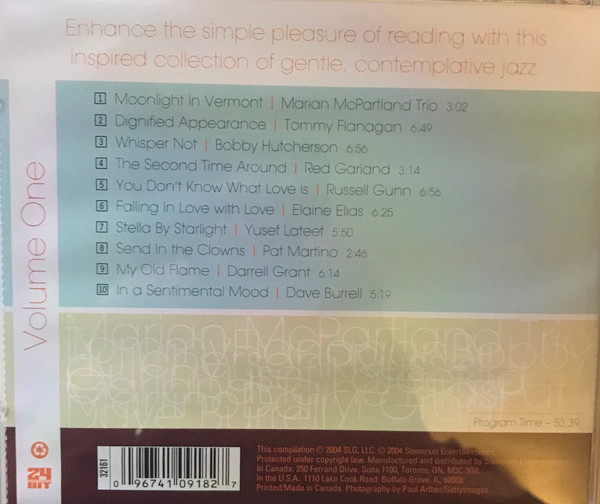 Enhance the simple pleasure of reading with this
inspired collection of gentle, contemplative jazz.
Volume One
1 Moonlight In Vermont | Marian McPartland Trio 3:02
2 Dignified Appearance | Tommy Flanagan 6:49
3 Whisper Not | Bobby Hutcherson 6:56
4 The Second Time Around | Red Garland 3:14
5 You Don't Know What Love Is | Russell Gunn 6:56
6 Falling In Love with Love | Elaine Elias 6:25
7 Stella By Starlight | Yusef Lateef 5:50
8 Send In the Clowns | Pat Martino 2:46
9 My Old Flame | Darrell Grant 6:14
10 In a Sentimental Mood | Dave Burrell 5:19
Marian McPartland Trio
Program Time - 53:39
24
BIT
32161
0 96741 09182 7
This compilation ℗ 2004 SLG, LLC. © 2004 Somerset
Protected under copyright law. Manufactured and distributed by
In Canada: 250 Ferrand Drive, Suite 1100, Toronto, ON, M3C 3G8.
In the U.S.A. 1110 Lake Cook Road, Buffalo Grove, IL, 60089.
Printed/Made in Canada. Photography by Paul Arthur/GettyImages.